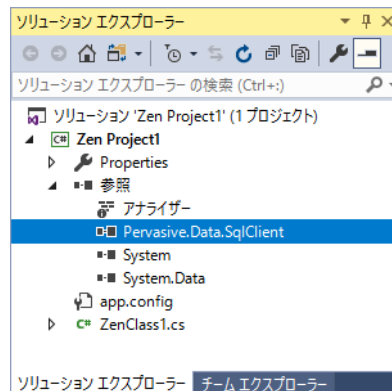 ソリューション エクスプローラー
ソリューション エクスプローラー の検索 (Ctrl+:)
ソリューション 'Zen Project1' (1 プロジェクト)
C# Zen Project1
Properties
参照
アナライザー
Pervasive.Data.SqlClient
System
System.Data
app.config
C# ZenClass1.cs
ソリューション エクスプローラー チーム エクスプローラー